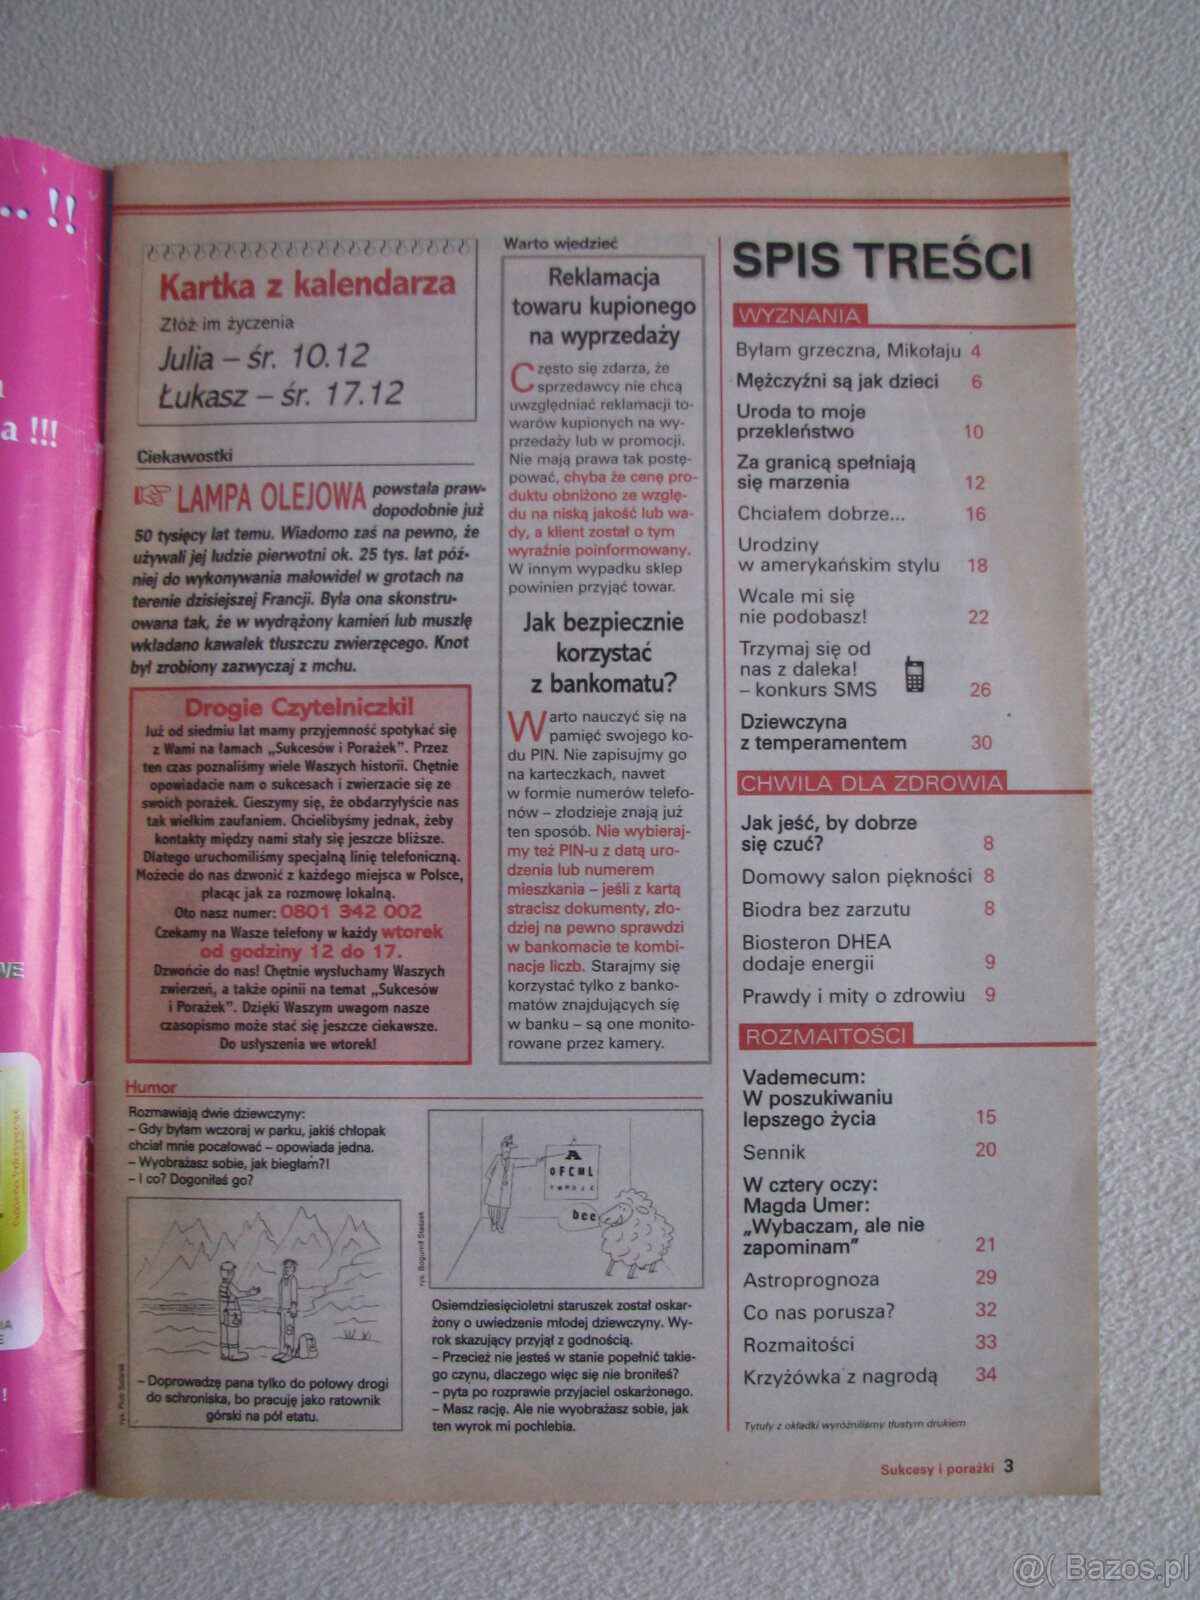 .. !!
a !!!
Kartka z kalendarza
Złóż im życzenia
Julia – śr. 10.12
Łukasz – śr. 17.12
Ciekawostki
LAMPA OLEJOWA powstała praw-
dopodobnie już
50 tysięcy lat temu. Wiadomo zaś na pewno, że
używali jej ludzie pierwotni ok. 25 tys. lat póź-
niej do wykonywania malowideł w grotach na
terenie dzisiejszej Francji. Była ona skonstru-
owana tak, że w wydrążony kamień lub muszlę
wkładano kawałek tłuszczu zwierzęcego. Knot
był zrobiony zazwyczaj z mchu.
Drogie Czytelniczki!
Już od siedmiu lat mamy przyjemność spotykać się
z Wami na łamach „Sukcesów i Porażek”. Przez
ten czas poznaliśmy wiele Waszych historii. Chętnie
opowiadacie nam o sukcesach i zwierzacie się ze
swoich porażek. Cieszymy się, że obdarzyłyście nas
tak wielkim zaufaniem. Chcielibyśmy jednak, żeby
kontakty między nami stały się jeszcze bliższe.
Dlatego uruchomiliśmy specjalną linię telefoniczną.
Możecie do nas dzwonić z każdego miejsca w Polsce,
płacąc jak za rozmowę lokalną.
Oto nasz numer: 0801 342 002
Czekamy na Wasze telefony w każdy wtorek
od godziny 12 do 17.
Dzwońcie do nas! Chętnie wysłuchamy Waszych
zwierzeń, a także opinii na temat „Sukcesów
i Porażek”. Dzięki Waszym uwagom nasze
czasopismo może stać się jeszcze ciekawsze.
Do usłyszenia we wtorek!
Humor
Rozmawiają dwie dziewczyny:
– Gdy byłam wczoraj w parku, jakiś chłopak
chciał mnie pocałować – opowiada jedna.
– Wyobrażasz sobie, jak biegłam?!
– I co? Dogoniłaś go?
– Doprowadzę pana tylko do połowy drogi
do schroniska, bo pracuję jako ratownik
górski na pół etatu.
Warto wiedzieć
Reklamacja
towaru kupionego
na wyprzedaży
Często się zdarza, że
sprzedawcy nie chcą
uwzględniać reklamacji to-
warów kupionych na wy-
przedaży lub w promocji.
Nie mają prawa tak postę-
pować, chyba że cenę pro-
duktu obniżono ze wzglę-
du na niską jakość lub wa-
dy, a klient został o tym
wyraźnie poinformowany.
W innym wypadku sklep
powinien przyjąć towar.
Jak bezpiecznie
korzystać
z bankomatu?
Warto nauczyć się na
pamięć swojego ko-
du PIN. Nie zapisujmy go
na karteczkach, nawet
w formie numerów telefo-
nów – złodzieje znają już
ten sposób. Nie wybieraj-
my też PIN-u z datą uro-
dzenia lub numerem
mieszkania – jeśli z kartą
stracisz dokumenty, zło-
dziej na pewno sprawdzi
w bankomacie te kombi-
nacje liczb. Starajmy się
korzystać tylko z banko-
matów znajdujących się
w banku – są one monito-
rowane przez kamery.
rys. Bogumił Staszek
A
OFCHL
bee
Osiemdziesięcioletni staruszek został oskar-
żony o uwiedzenie młodej dziewczyny. Wy-
rok skazujący przyjął z godnością.
– Przecież nie jesteś w stanie popełnić takie-
go czynu, dlaczego więc się nie broniłeś?
– pyta po rozprawie przyjaciel oskarżonego.
– Masz rację. Ale nie wyobrażasz sobie, jak
ten wyrok mi pochlebia.
SPIS TREŚCI
WYZNANIA
Byłam grzeczna, Mikołaju 4
Mężczyźni są jak dzieci 6
Uroda to moje
przekleństwo 10
Za granicą spełniają
się marzenia 12
Chciałem dobrze... 16
Urodziny
w amerykańskim stylu 18
Wcale mi się
nie podobasz! 22
Trzymaj się od
nas z daleka!
– konkurs SMS 26
Dziewczyna
z temperamentem 30
CHWILA DLA ZDROWIA
Jak jeść, by dobrze
się czuć? 8
Domowy salon piękności 8
Biodra bez zarzutu 8
Biosteron DHEA
dodaje energii 9
Prawdy i mity o zdrowiu 9
ROZMAITOŚCI
Vademecum:
W poszukiwaniu
lepszego życia 15
Sennik 20
W cztery oczy:
Magda Umer:
„Wybaczam, ale nie
zapominam” 21
Astroprognoza 29
Co nas porusza? 32
Rozmaitości 33
Krzyżówka z nagrodą 34
Tytuły z okładki wyróżniliśmy tłustym drukiem
Sukcesy i porażki 3
@( Bazos.pl